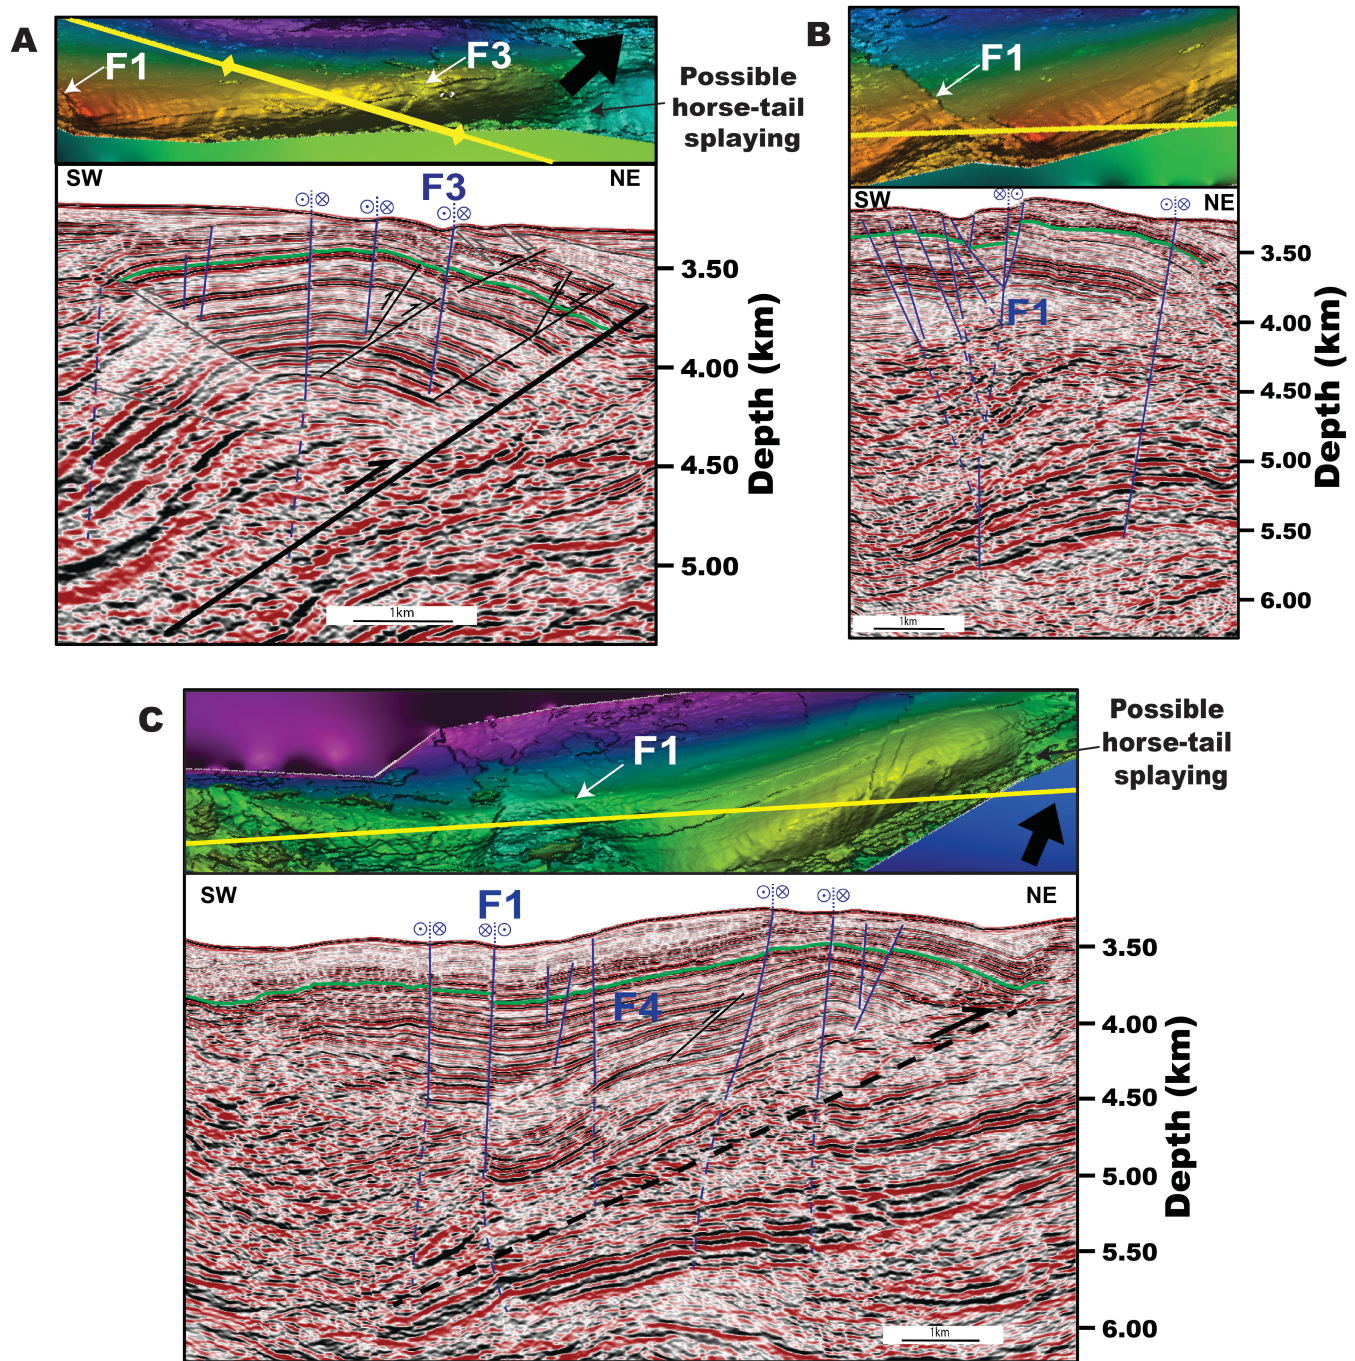 A
F1
F3
Possible
horse-tail
splaying
SW
F3
NE
3.50
4.00
4.50
5.00
Depth (km)
1km
B
F1
SW
NE
F1
3.50
4.00
4.50
5.00
5.50
6.00
Depth (km)
1km
C
F1
Possible
horse-tail
splaying
SW
F1
NE
F4
3.50
4.00
4.50
5.00
5.50
6.00
Depth (km)
1km